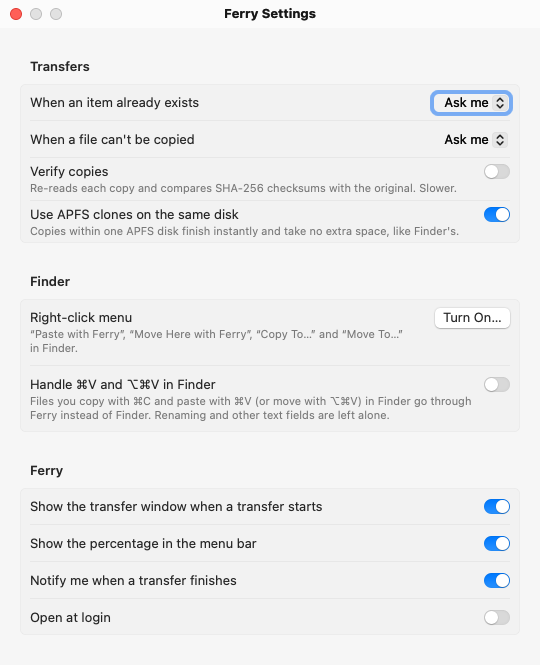 Ferry Settings
Transfers
When an item already exists
Ask me
When a file can't be copied
Ask me
Verify copies
Re-reads each copy and compares SHA-256 checksums with the original. Slower.
Use APFS clones on the same disk
Copies within one APFS disk finish instantly and take no extra space, like Finder's.
Finder
Right-click menu
Turn On...
“Paste with Ferry”, “Move Here with Ferry”, “Copy To...” and “Move To...”
in Finder.
Handle ⌘V and ⌥⌘V in Finder
Files you copy with ⌘C and paste with ⌘V (or move with ⌥⌘V) in Finder go through
Ferry instead of Finder. Renaming and other text fields are left alone.
Ferry
Show the transfer window when a transfer starts
Show the percentage in the menu bar
Notify me when a transfer finishes
Open at login